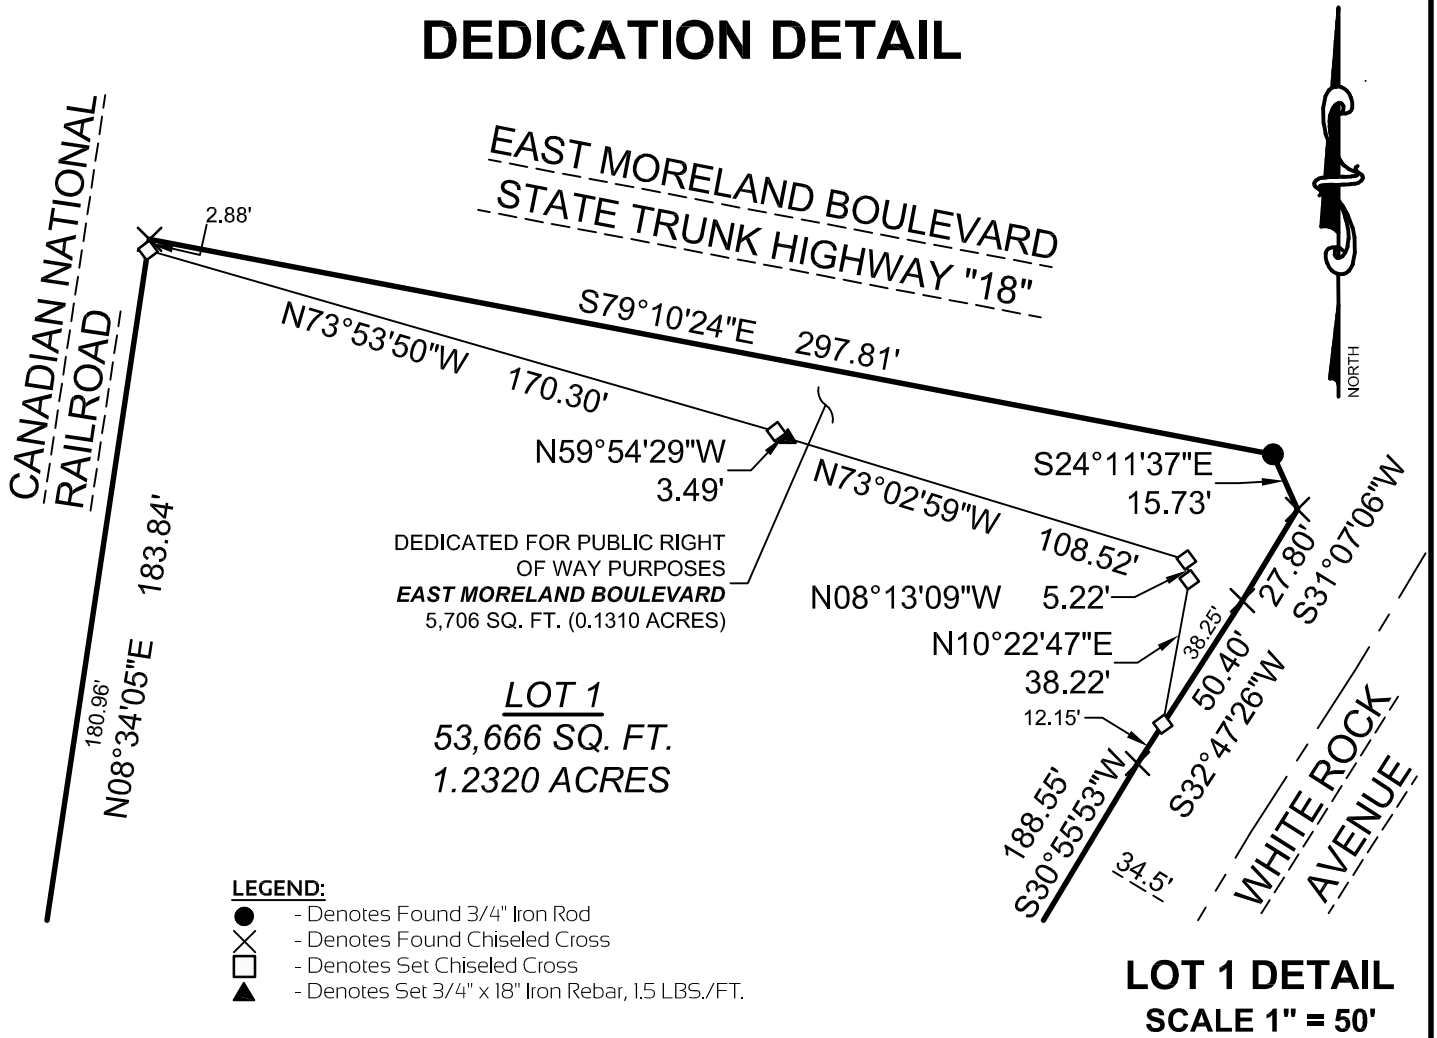 DEDICATION DETAIL
EAST MORELAND BOULEVARD
STATE TRUNK HIGHWAY "18"
CANADIAN NATIONAL
RAILROAD
2.88'
S79°10'24"E 297.81'
N73°53'50"W 170.30'
NORTH
N59°54'29"W
3.49'
N73°02'59"W 108.52'
S24°11'37"E
15.73'
27.80'
S31°07'06"W
DEDICATED FOR PUBLIC RIGHT
OF WAY PURPOSES
EAST MORELAND BOULEVARD
5,706 SQ. FT. (0.1310 ACRES)
N08°13'09"W 5.22'
N10°22'47"E
38.22'
38.25'
50.40'
S32°47'26"W
12.15'
180.96'
N08°34'05"E 183.84'
LOT 1
53,666 SQ. FT.
1.2320 ACRES
188.55'
S30°55'53"W
34.5'
WHITE ROCK
AVENUE
LEGEND:
- Denotes Found 3/4" Iron Rod
- Denotes Found Chiseled Cross
- Denotes Set Chiseled Cross
- Denotes Set 3/4" x 18" Iron Rebar, 1.5 LBS./FT.
LOT 1 DETAIL
SCALE 1" = 50'